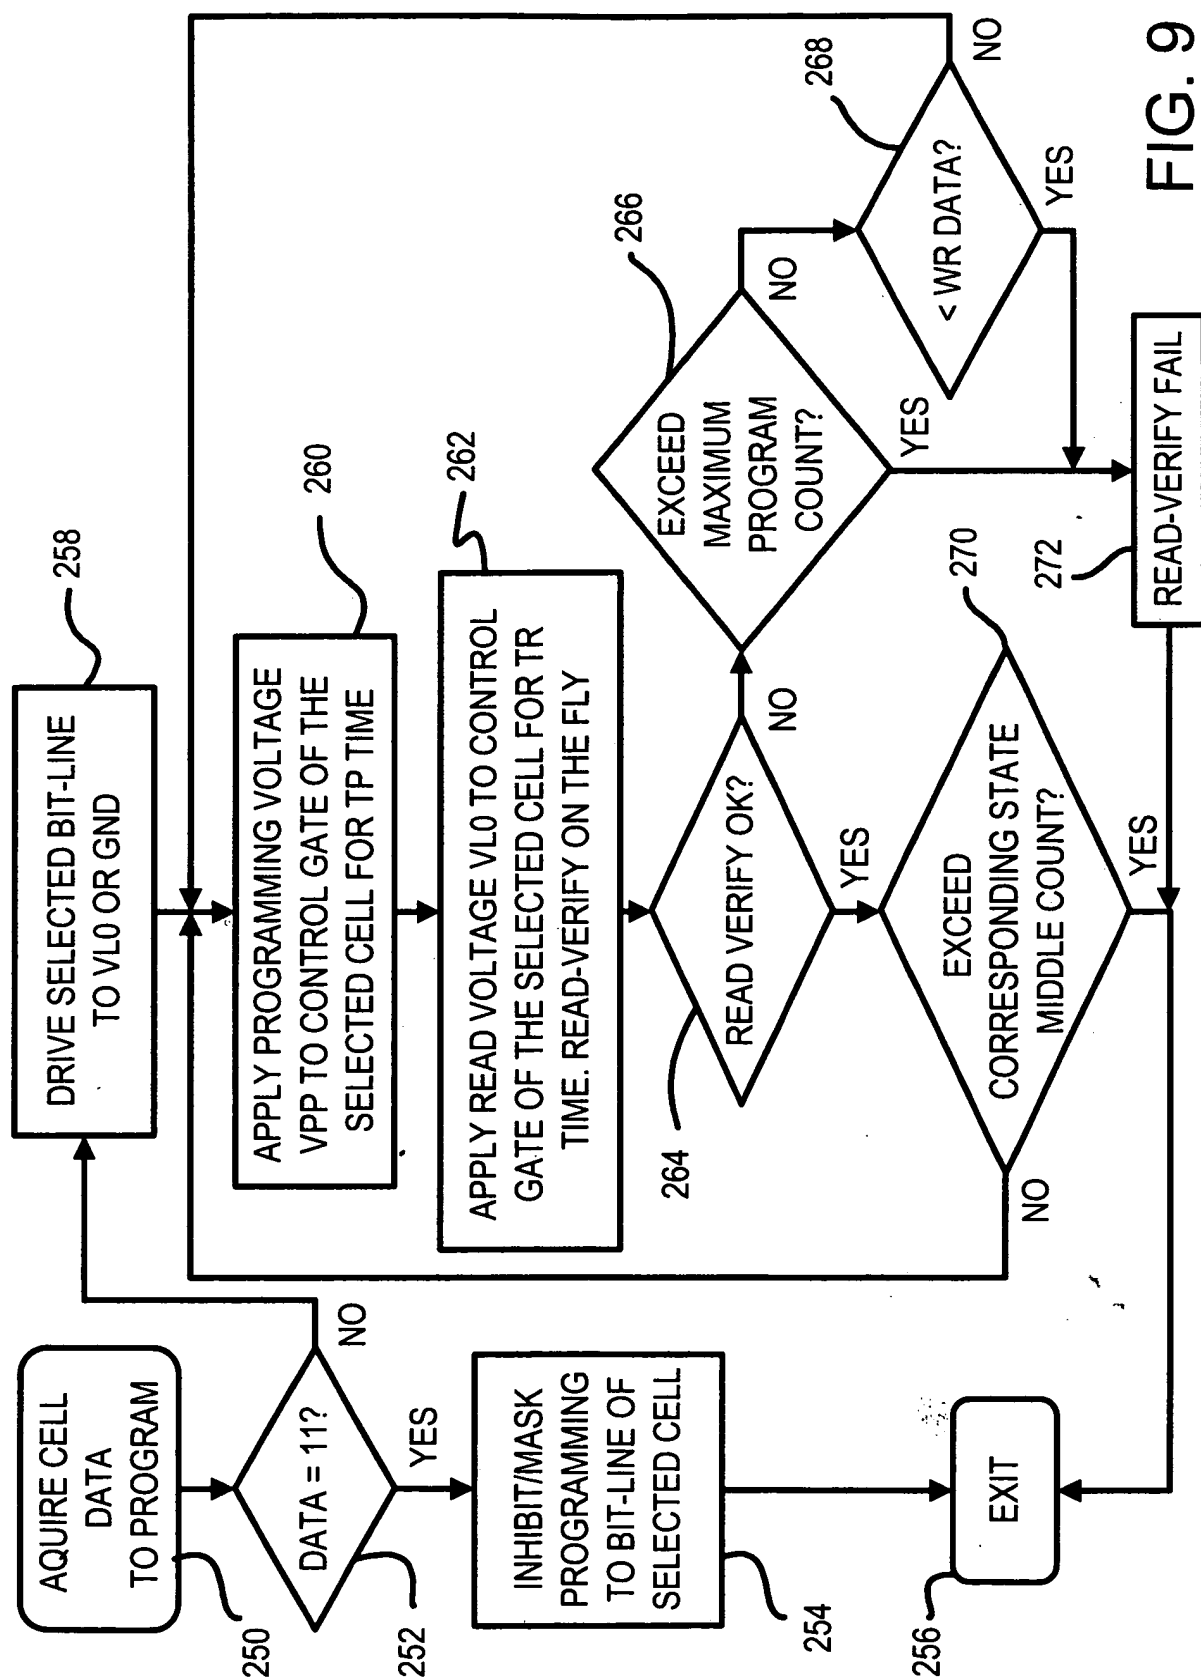 AQUIRE CELL
DATA
TO PROGRAM
250
DATA = 11?
252
NO
YES
INHIBIT/MASK
PROGRAMMING
TO BIT-LINE OF
SELECTED CELL
254
EXIT
256
DRIVE SELECTED BIT-LINE
TO VL0 OR GND
258
APPLY PROGRAMMING VOLTAGE
VPP TO CONTROL GATE OF THE
SELECTED CELL FOR TP TIME
260
APPLY READ VOLTAGE VL0 TO CONTROL
GATE OF THE SELECTED CELL FOR TR
TIME. READ-VERIFY ON THE FLY
262
READ VERIFY OK?
264
NO
YES
EXCEED
MAXIMUM
PROGRAM
COUNT?
266
NO
YES
< WR DATA?
268
NO
YES
EXCEED
CORRESPONDING STATE
MIDDLE COUNT?
270
NO
YES
READ-VERIFY FAIL
272
FIG. 9